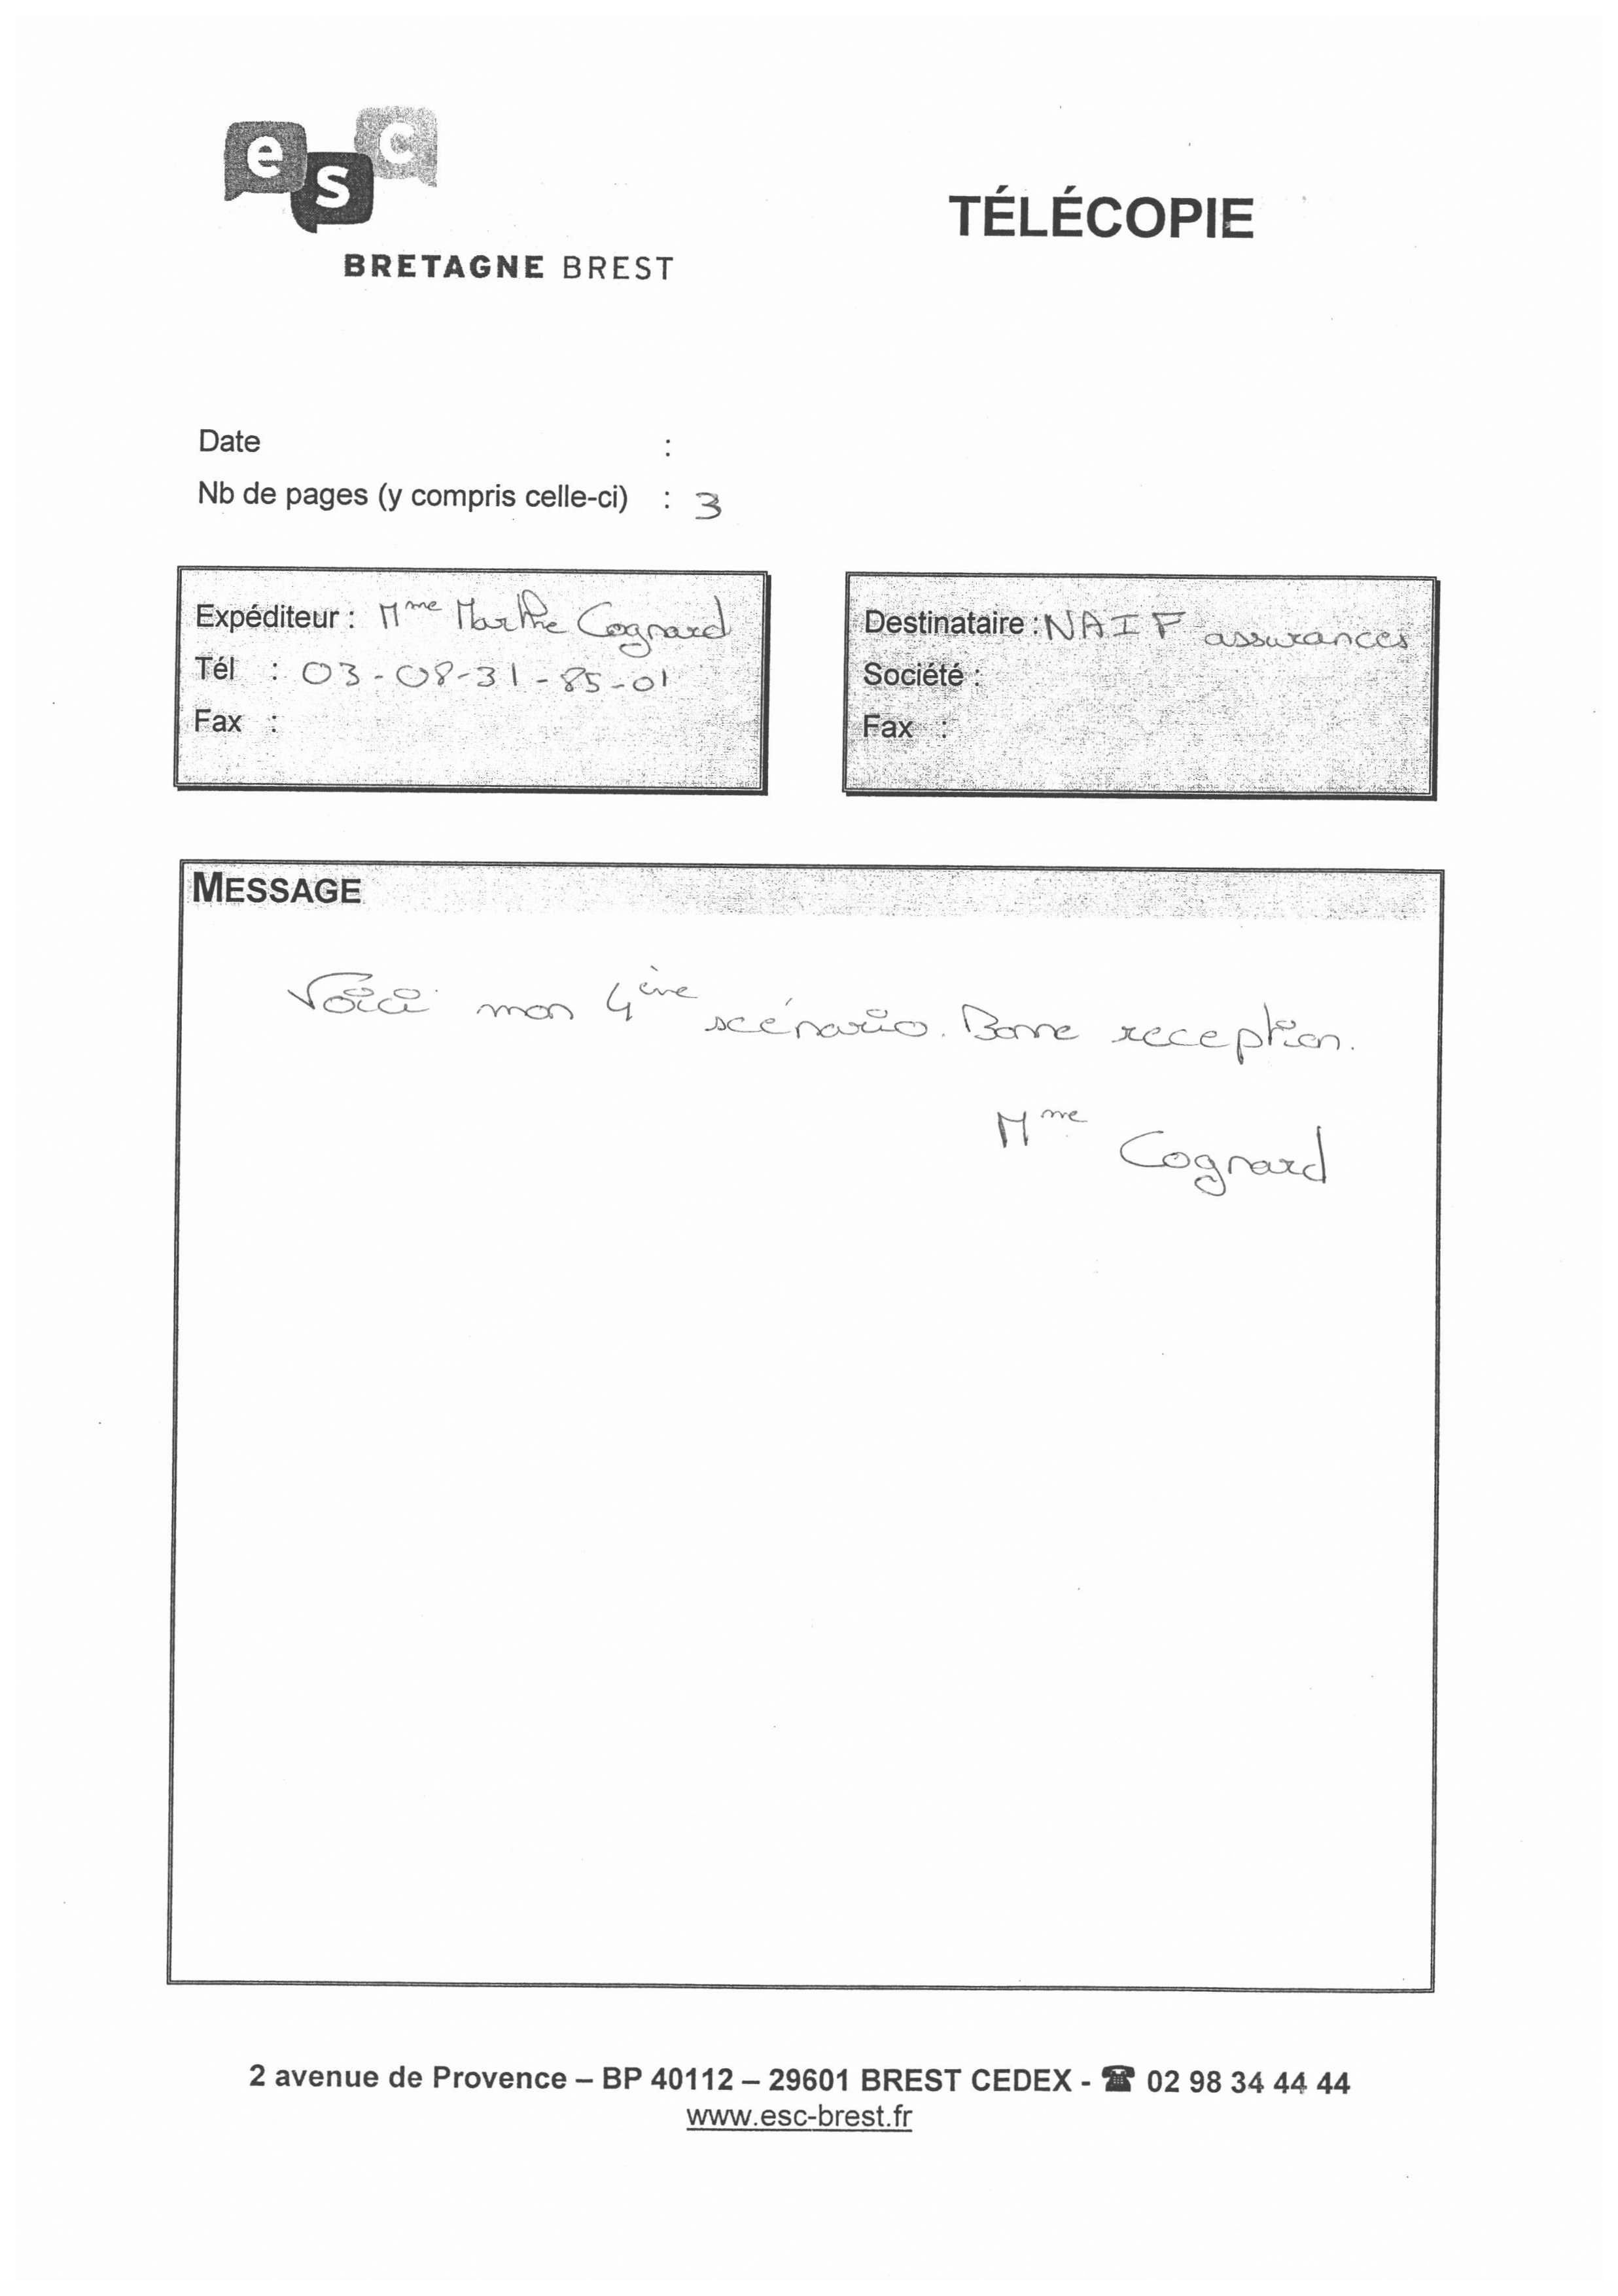 esc
BRETAGNE BREST
TÉLÉCOPIE
Date :
Nb de pages (y compris celle-ci) : 3
Expéditeur : Mme Marthe Cognard
Tél : 03-08-31-85-01
Fax :
Destinataire : NAIF assurances
Société :
Fax :
MESSAGE
Voici mon 4ème scénario. Bonne reception.
Mme Cognard
2 avenue de Provence – BP 40112 – 29601 BREST CEDEX - ☎ 02 98 34 44 44
www.esc-brest.fr